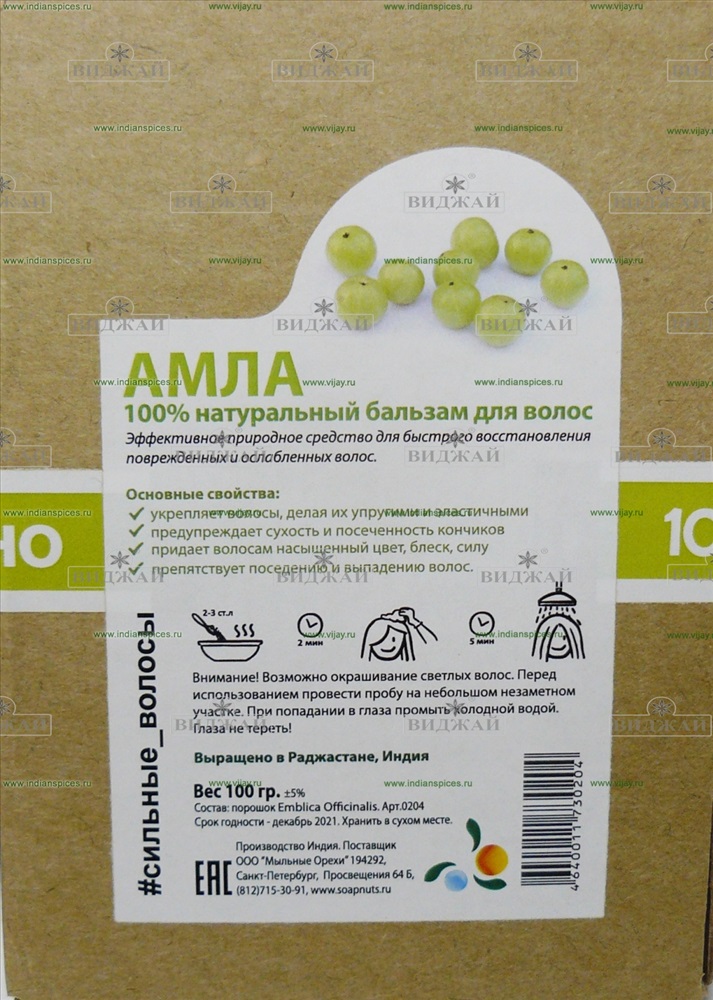 АМЛА
100% натуральный бальзам для волос
Эффективное природное средство для быстрого восстановления
поврежденных и ослабленных волос.
Основные свойства:
укрепляет волосы, делая их упругими и эластичными
предупреждает сухость и посеченность кончиков
придает волосам насыщенный цвет, блеск, силу
препятствует поседению и выпадению волос.
НО
10
#сильные_волосы
2-3 ст.л
2 мин
5 мин
Внимание! Возможно окрашивание светлых волос. Перед
использованием провести пробу на небольшом незаметном
участке. При попадании в глаза промыть холодной водой.
Глаза не тереть!
Выращено в Раджастане, Индия
Вес 100 гр. ±5%
Состав: порошок Emblica Officinalis. Арт.0204
Срок годности - декабрь 2021. Хранить в сухом месте.
EAC
Производство Индия. Поставщик
ООО "Мыльные Орехи" 194292,
Санкт-Петербург, Просвещения 64 Б,
(812)715-30-91, www.soapnuts.ru
4640011730204
ВИДЖАЙ
www.indianspices.ru
www.vijay.ru